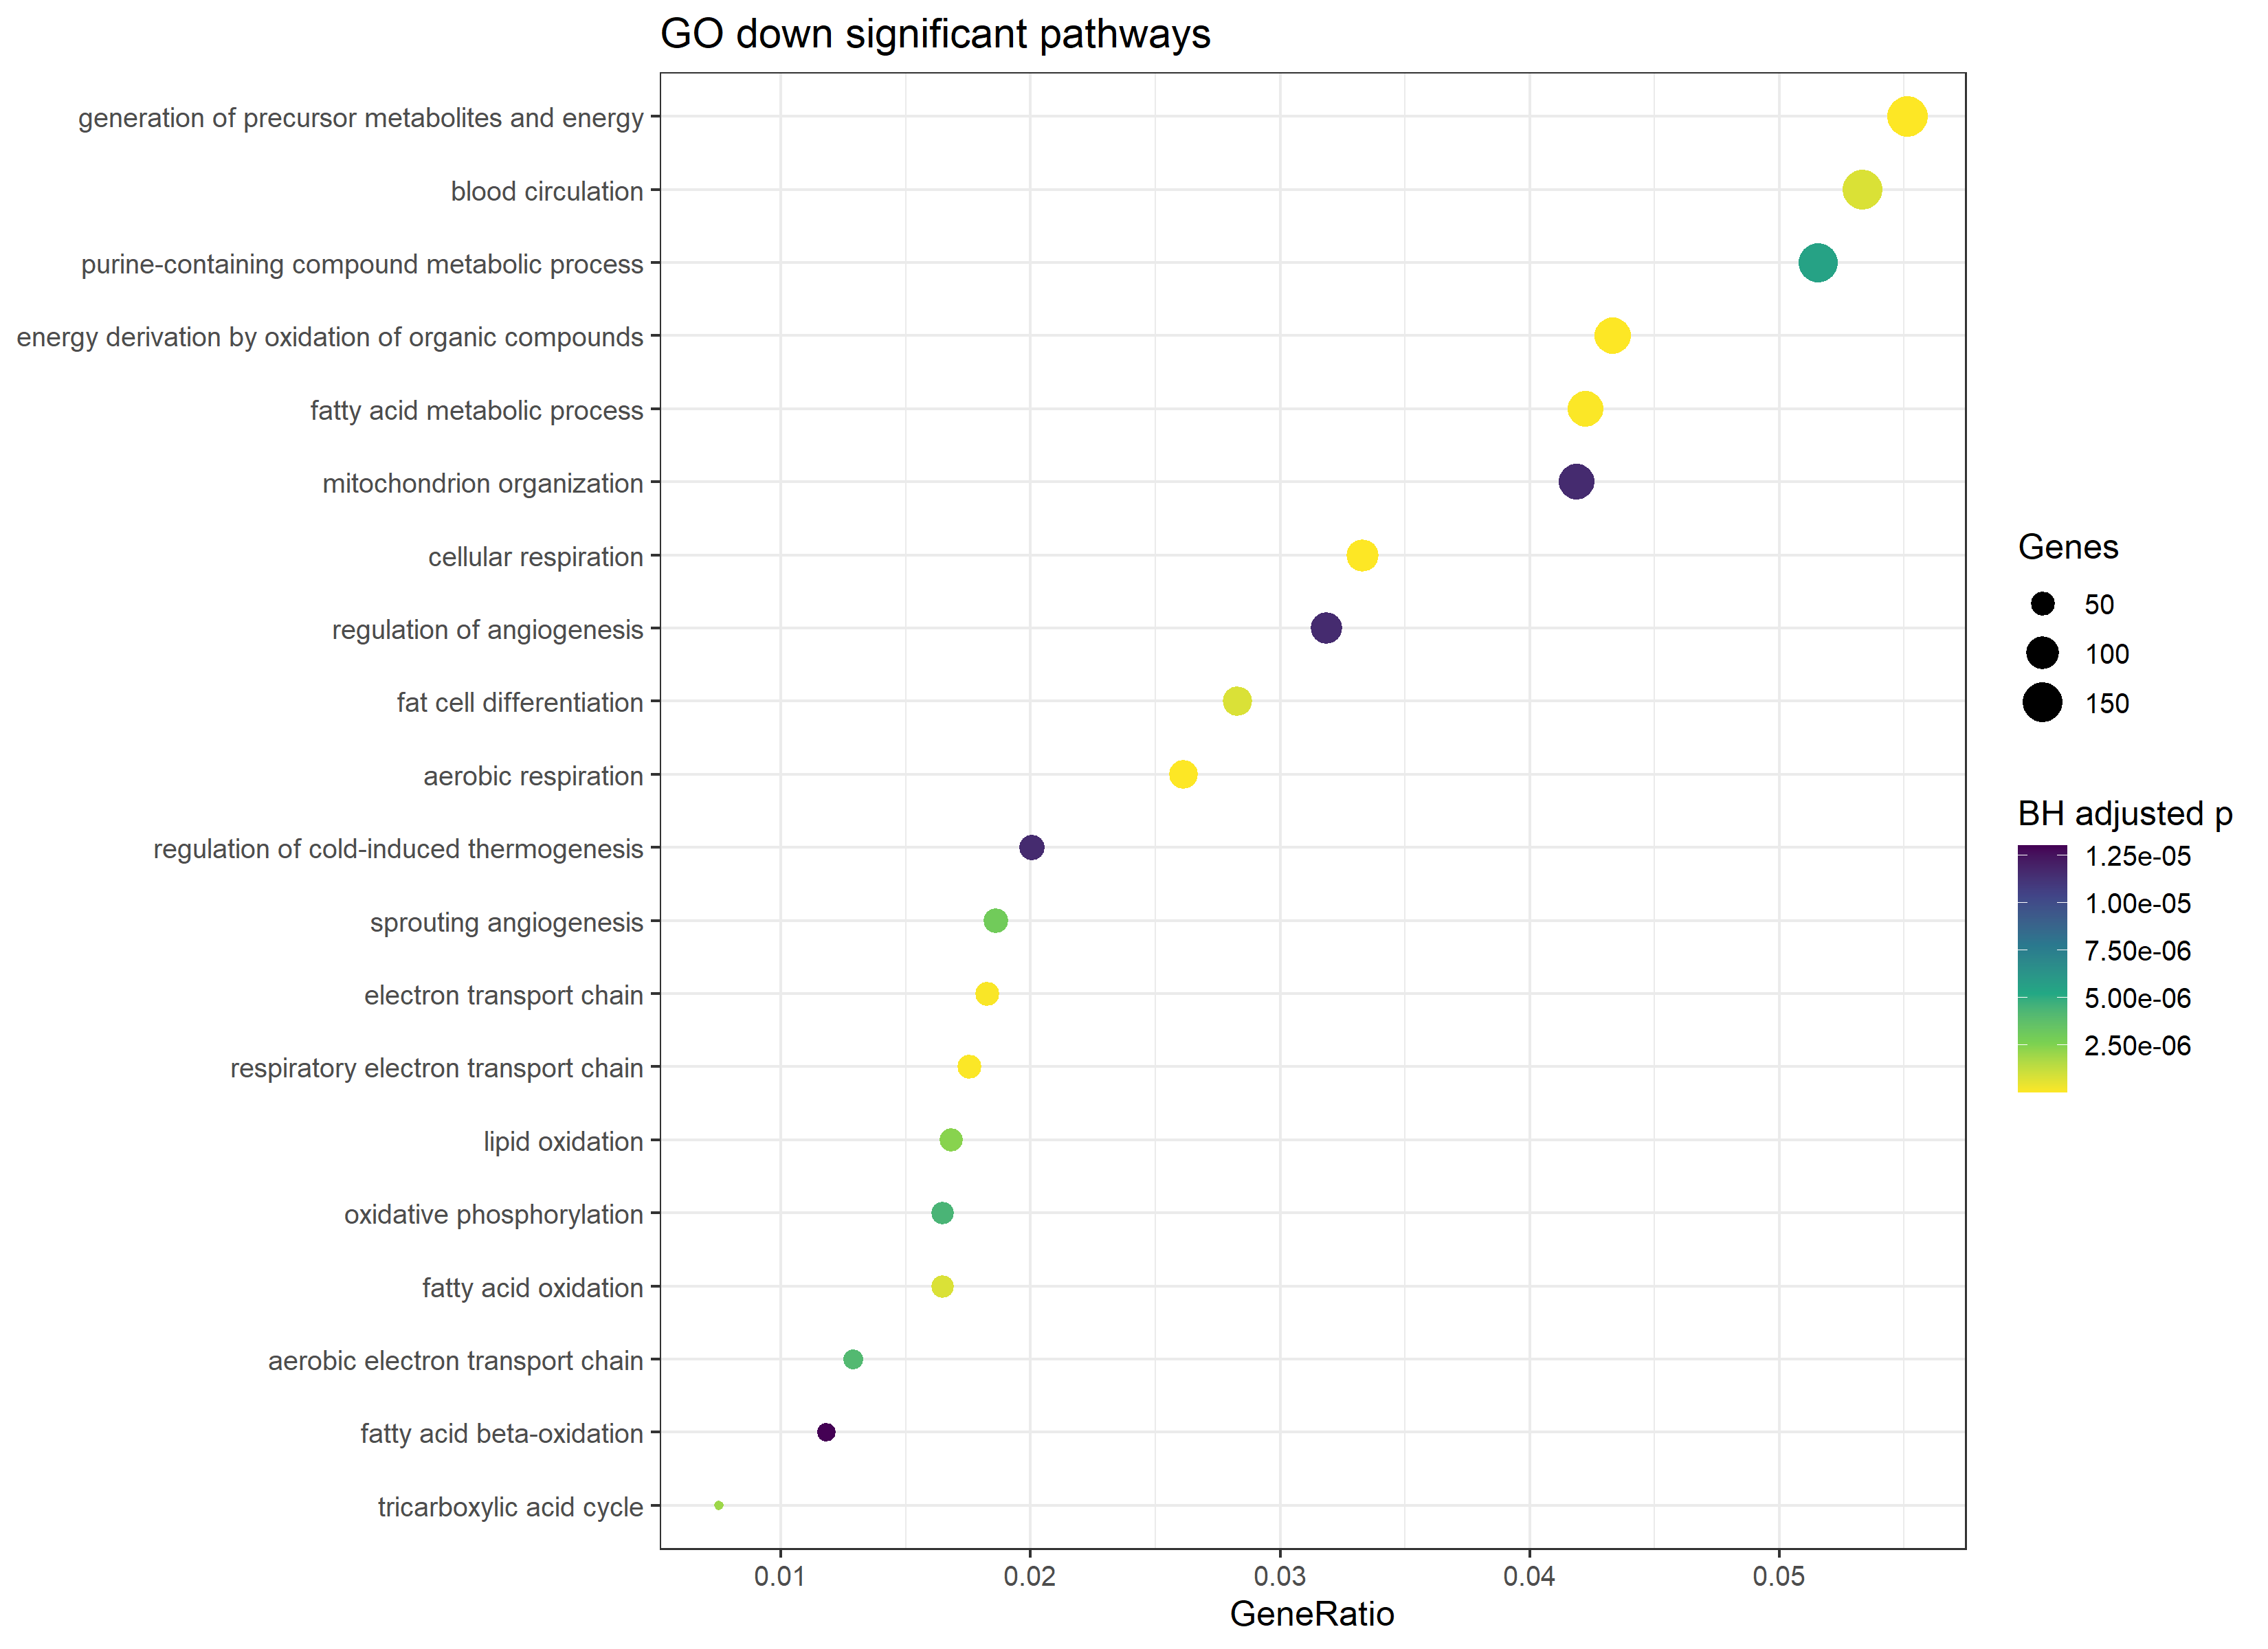 GO down significant pathways
generation of precursor metabolites and energy
blood circulation
purine-containing compound metabolic process
energy derivation by oxidation of organic compounds
fatty acid metabolic process
mitochondrion organization
cellular respiration
regulation of angiogenesis
fat cell differentiation
aerobic respiration
regulation of cold-induced thermogenesis
sprouting angiogenesis
electron transport chain
respiratory electron transport chain
lipid oxidation
oxidative phosphorylation
fatty acid oxidation
aerobic electron transport chain
fatty acid beta-oxidation
tricarboxylic acid cycle
0.01 0.02 0.03 0.04 0.05
GeneRatio
Genes
50
100
150
BH adjusted p
1.25e-05
1.00e-05
7.50e-06
5.00e-06
2.50e-06